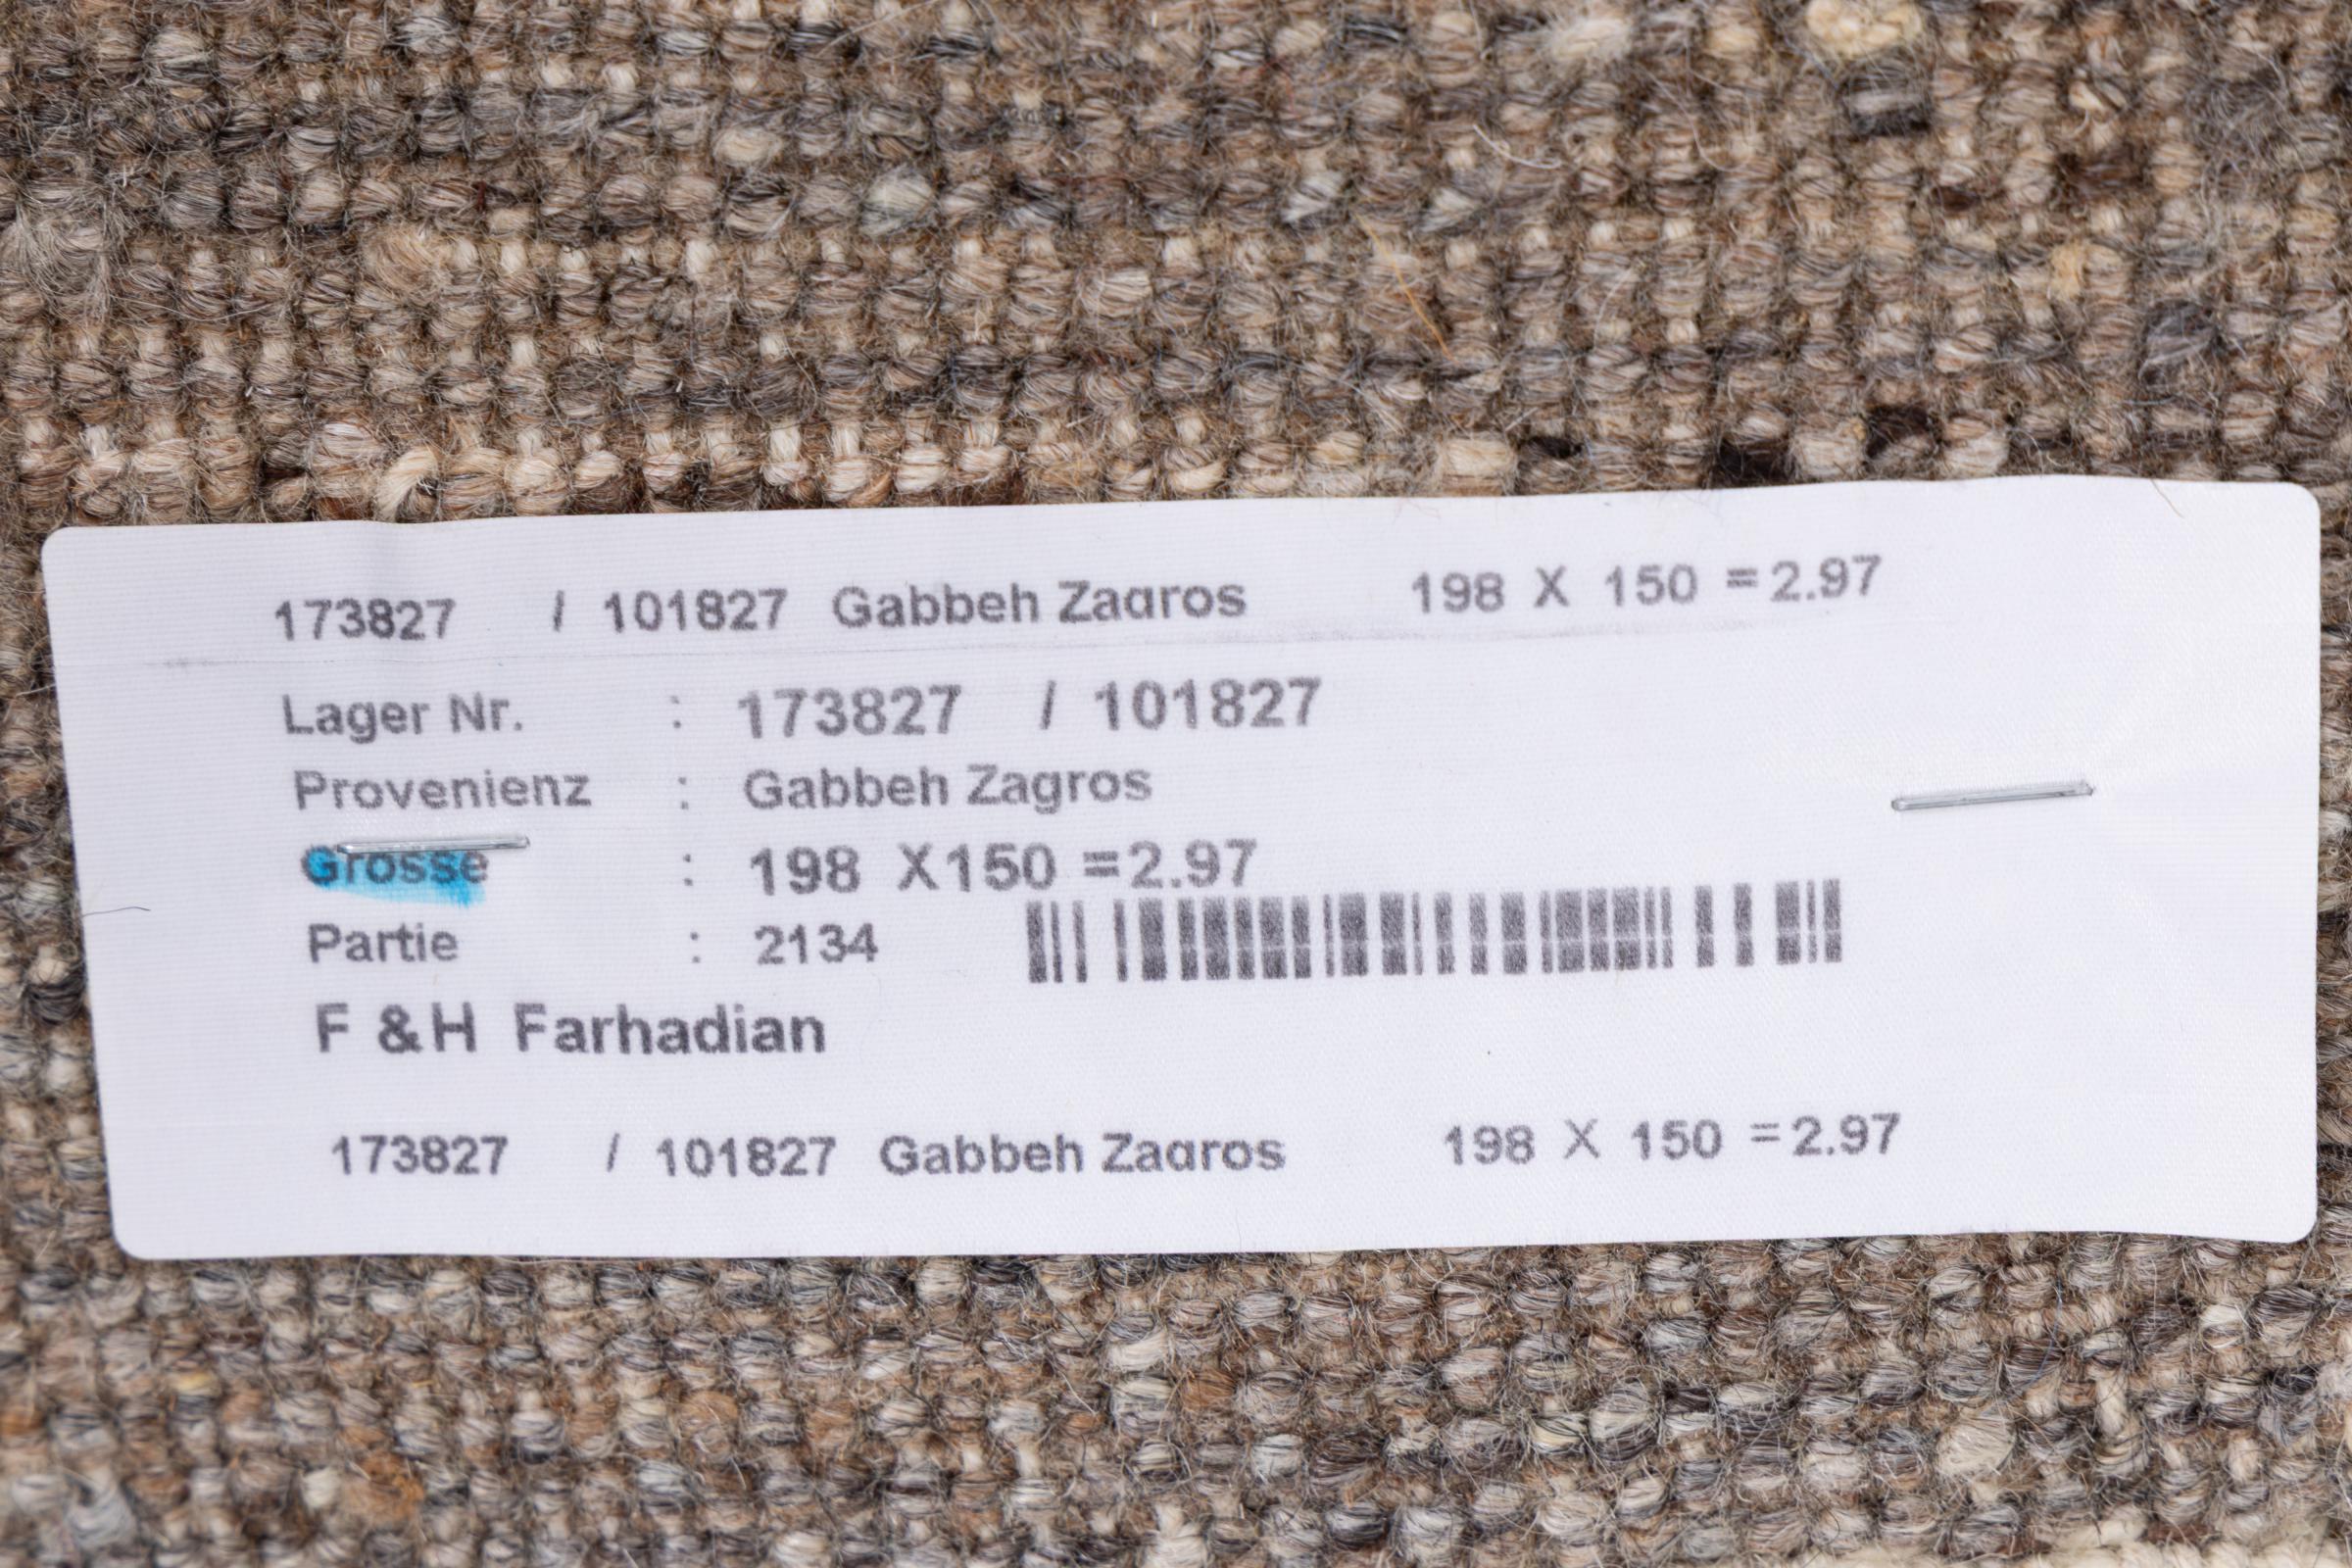 173827 / 101827 Gabbeh Zagros 198 X 150 =2.97
Lager Nr. : 173827 / 101827
Provenienz : Gabbeh Zagros
Grosse : 198 X150 =2.97
Partie : 2134
F & H Farhadian
173827 / 101827 Gabbeh Zagros 198 X 150 =2.97